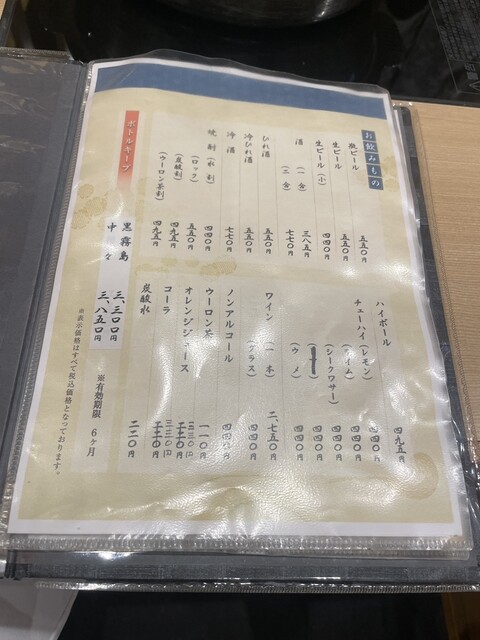 お飲みもの
瓶ビール 五五〇円
生ビール 五五〇円
生ビール(小) 四四〇円
酒 (一合) 三八五円
(二合) 七七〇円
ひれ酒 五五〇円
冷ひれ酒 五五〇円
冷酒 七七〇円
焼酎(水割) 四四〇円
(ロック) 四四〇円
(炭酸割) 四九五円
(ウーロン茶割) 四九五円
ハイボール 四九五円
チューハイ(レモン) 四四〇円
(ライム) 四四〇円
(シークワサー) 四四〇円
四四〇円
(ウメ) 四四〇円
ワイン (一本) 二、七五〇円
(グラス) 四四〇円
ノンアルコール 四四〇円
ウーロン茶 一一〇円
オレンジジュース
コーラ
炭酸水 二二〇円
ボトルキープ
黒霧島 三、三〇〇円
中々 三、八五〇円
※有効期限 6ヶ月
※表示価格はすべて税込価格となっております。